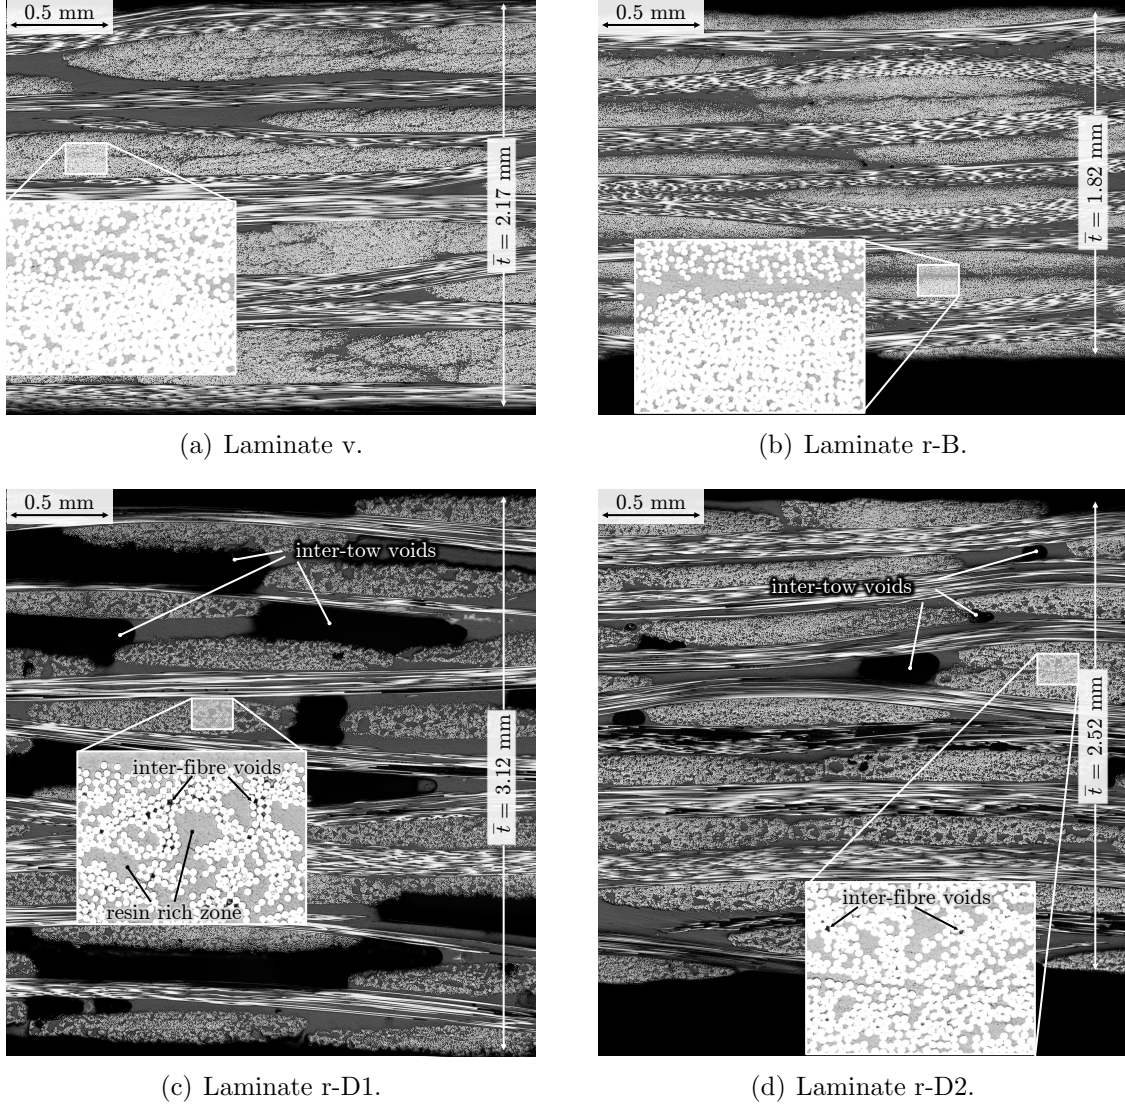 0.5 mm
t̅ = 2.17 mm
(a) Laminate v.
0.5 mm
t̅ = 1.82 mm
(b) Laminate r-B.
0.5 mm
inter-tow voids
t̅ = 3.12 mm
inter-fibre voids
resin rich zone
(c) Laminate r-D1.
0.5 mm
inter-tow voids
t̅ = 2.52 mm
inter-fibre voids
(d) Laminate r-D2.